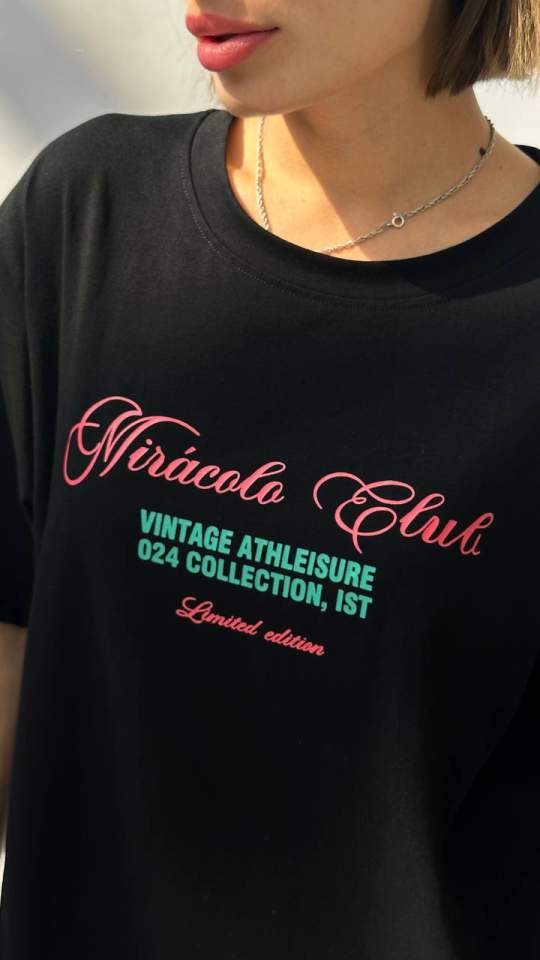 Mirácolo Club
VINTAGE ATHLEISURE
024 COLLECTION, IST
Limited edition